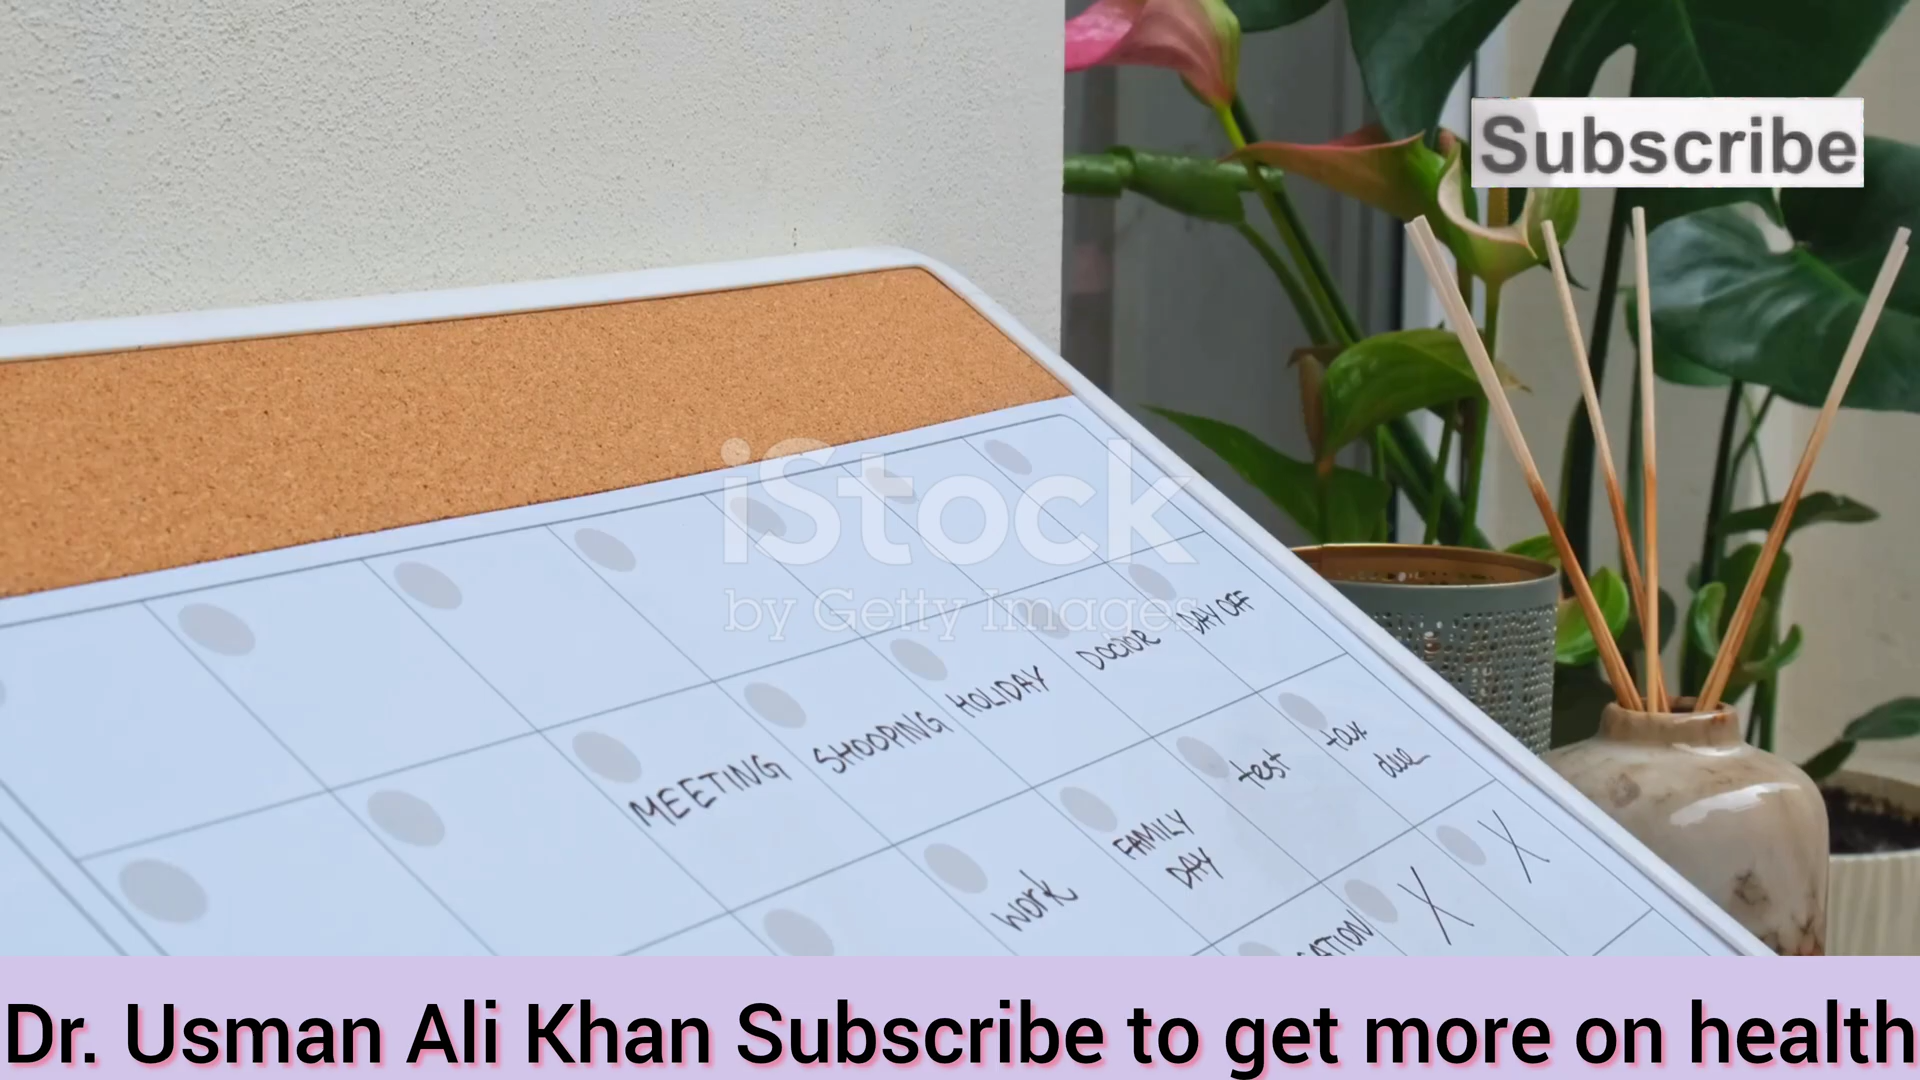 Subscribe
iStock
by Getty Images
DAY OFF
DOCTOR
HOLIDAY
SHOOPING
MEETING
tax
due
test
FAMILY
DAY
work
X
X
Dr. Usman Ali Khan Subscribe to get more on health